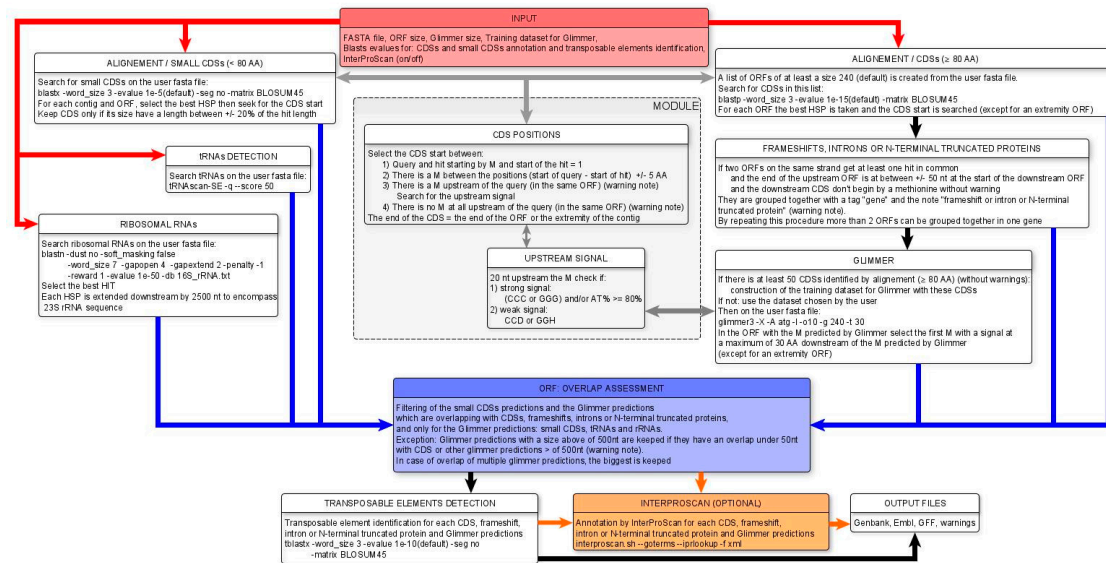 INPUT
FASTA file, ORF size, Glimmer size, Training dataset for Glimmer,
Blasts evalues for: CDSs and small CDSs annotation and transposable elements identification,
InterProScan (on/off)
ALIGNEMENT / SMALL CDSs (< 80 AA)
Search for small CDSs on the user fasta file:
blastx -word_size 3 -evalue 1e-5(default) -seg no -matrix BLOSUM45
For each contig and ORF, select the best HSP then seek for the CDS start
Keep CDS only if its size have a length between +/- 20% of the hit length
tRNAs DETECTION
Search tRNAs on the user fasta file:
tRNAscan-SE -q --score 50
RIBOSOMAL RNAs
Search ribosomal RNAs on the user fasta file:
blastn -dust no -soft_masking false
-word_size 7 -gapopen 4 -gapextend 2 -penalty -1
-reward 1 -evalue 1e-50 -db 16S_rRNA.txt
Select the best HIT
Each HSP is extended downstream by 2500 nt to encompass
23S rRNA sequence
MODULE
CDS POSITIONS
Select the CDS start between:
1) Query and hit starting by M and start of the hit = 1
2) There is a M between the positions (start of query - start of hit) +/- 5 AA
3) There is a M upstream of the query (in the same ORF) (warning note)
Search for the upstream signal
4) There is no M at all upstream of the query (in the same ORF) (warning note)
The end of the CDS = the end of the ORF or the extremity of the contig
UPSTREAM SIGNAL
20 nt upstream the M check if:
1) strong signal:
(CCC or GGG) and/or AT% >= 80%
2) weak signal:
CCD or GGH
ALIGNEMENT / CDSs (≥ 80 AA)
A list of ORFs of at least a size 240 (default) is created from the user fasta file.
Search for CDSs in this list:
blastp -word_size 3 -evalue 1e-15(default) -matrix BLOSUM45
For each ORF the best HSP is taken and the CDS start is searched (except for an extremity ORF)
FRAMESHIFTS, INTRONS OR N-TERMINAL TRUNCATED PROTEINS
If two ORFs on the same strand get at least one hit in common
and the end of the upstream ORF is at between +/- 50 nt at the start of the downstream ORF
and the downstream CDS don't begin by a methionine without warning
They are grouped together with a tag "gene" and the note "frameshift or intron or N-terminal
truncated protein" (warning note).
By repeating this procedure more than 2 ORFs can be grouped together in one gene
GLIMMER
If there is at least 50 CDSs identified by alignement (≥ 80 AA) (without warnings):
construction of the training dataset for Glimmer with these CDSs
If not: use the dataset chosen by the user
Then on the user fasta file:
glimmer3 -X -A atg -l -o10 -g 240 -t 30
In the ORF with the M predicted by Glimmer select the first M with a signal at
a maximum of 30 AA downstream of the M predicted by Glimmer
(except for an extremity ORF)
ORF: OVERLAP ASSESSMENT
Filtering of the small CDSs predictions and the Glimmer predictions
which are overlapping with CDSs, frameshifts, introns or N-terminal truncated proteins,
and only for the Glimmer predictions: small CDSs, tRNAs and rRNAs.
Exception: Glimmer predictions with a size above of 500nt are keeped if they have an overlap under 50nt
with CDS or other glimmer predictions > of 500nt (warning note).
In case of overlap of multiple glimmer predictions, the biggest is keeped
TRANSPOSABLE ELEMENTS DETECTION
Transposable element identification for each CDS, frameshift,
intron or N-terminal truncated protein and Glimmer predictions
tblastx -word_size 3 -evalue 1e-10(default) -seg no
-matrix BLOSUM45
INTERPROSCAN (OPTIONAL)
Annotation by InterProScan for each CDS, frameshift,
intron or N-terminal truncated protein and Glimmer predictions
interproscan.sh --goterms --iprlookup -f xml
OUTPUT FILES
Genbank, Embl, GFF, warnings